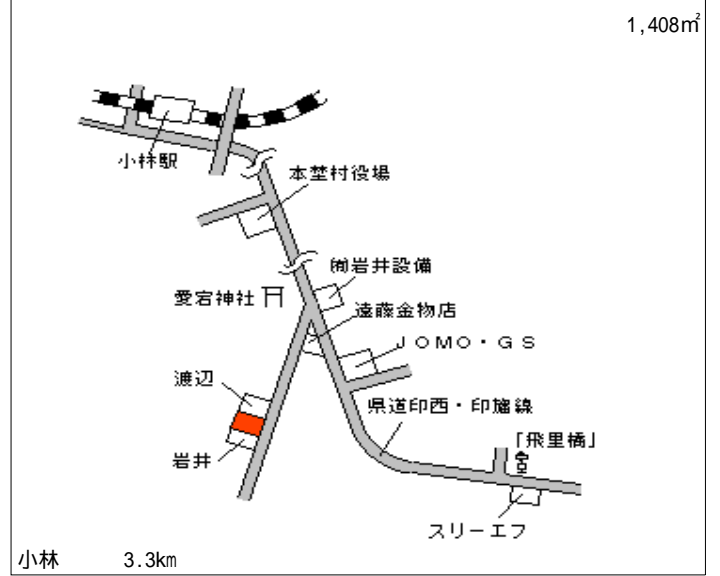 1,408㎡
小林駅
本埜村役場
㈲岩井設備
愛宕神社
遠藤金物店
ＪＯＭＯ・ＧＳ
渡辺
県道印西・印旛線
「飛里橋」
岩井
スリーエフ
小林 3.3km